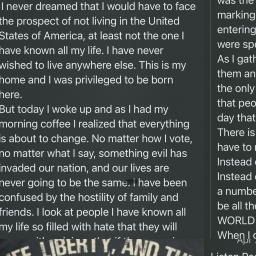 I never dreamed that I would have to face
the prospect of not living in the United
States of America, at least not the one I
have known all my life. I have never
wished to live anywhere else. This is my
home and I was privileged to be born
here.
But today I woke up and as I had my
morning coffee I realized that everything
is about to change. No matter how I vote,
no matter what I say, something evil has
invaded our nation, and our lives are
never going to be the same. I have been
confused by the hostility of family and
friends. I look at people I have known all
my life so filled with hate that they will
LIBERTY, AND
was the
marking
entering
were spo
As I gath
them an
the only
that peo
day that
There is
have to r
Instead o
Instead o
a numbe
be all the
WORLD
When I